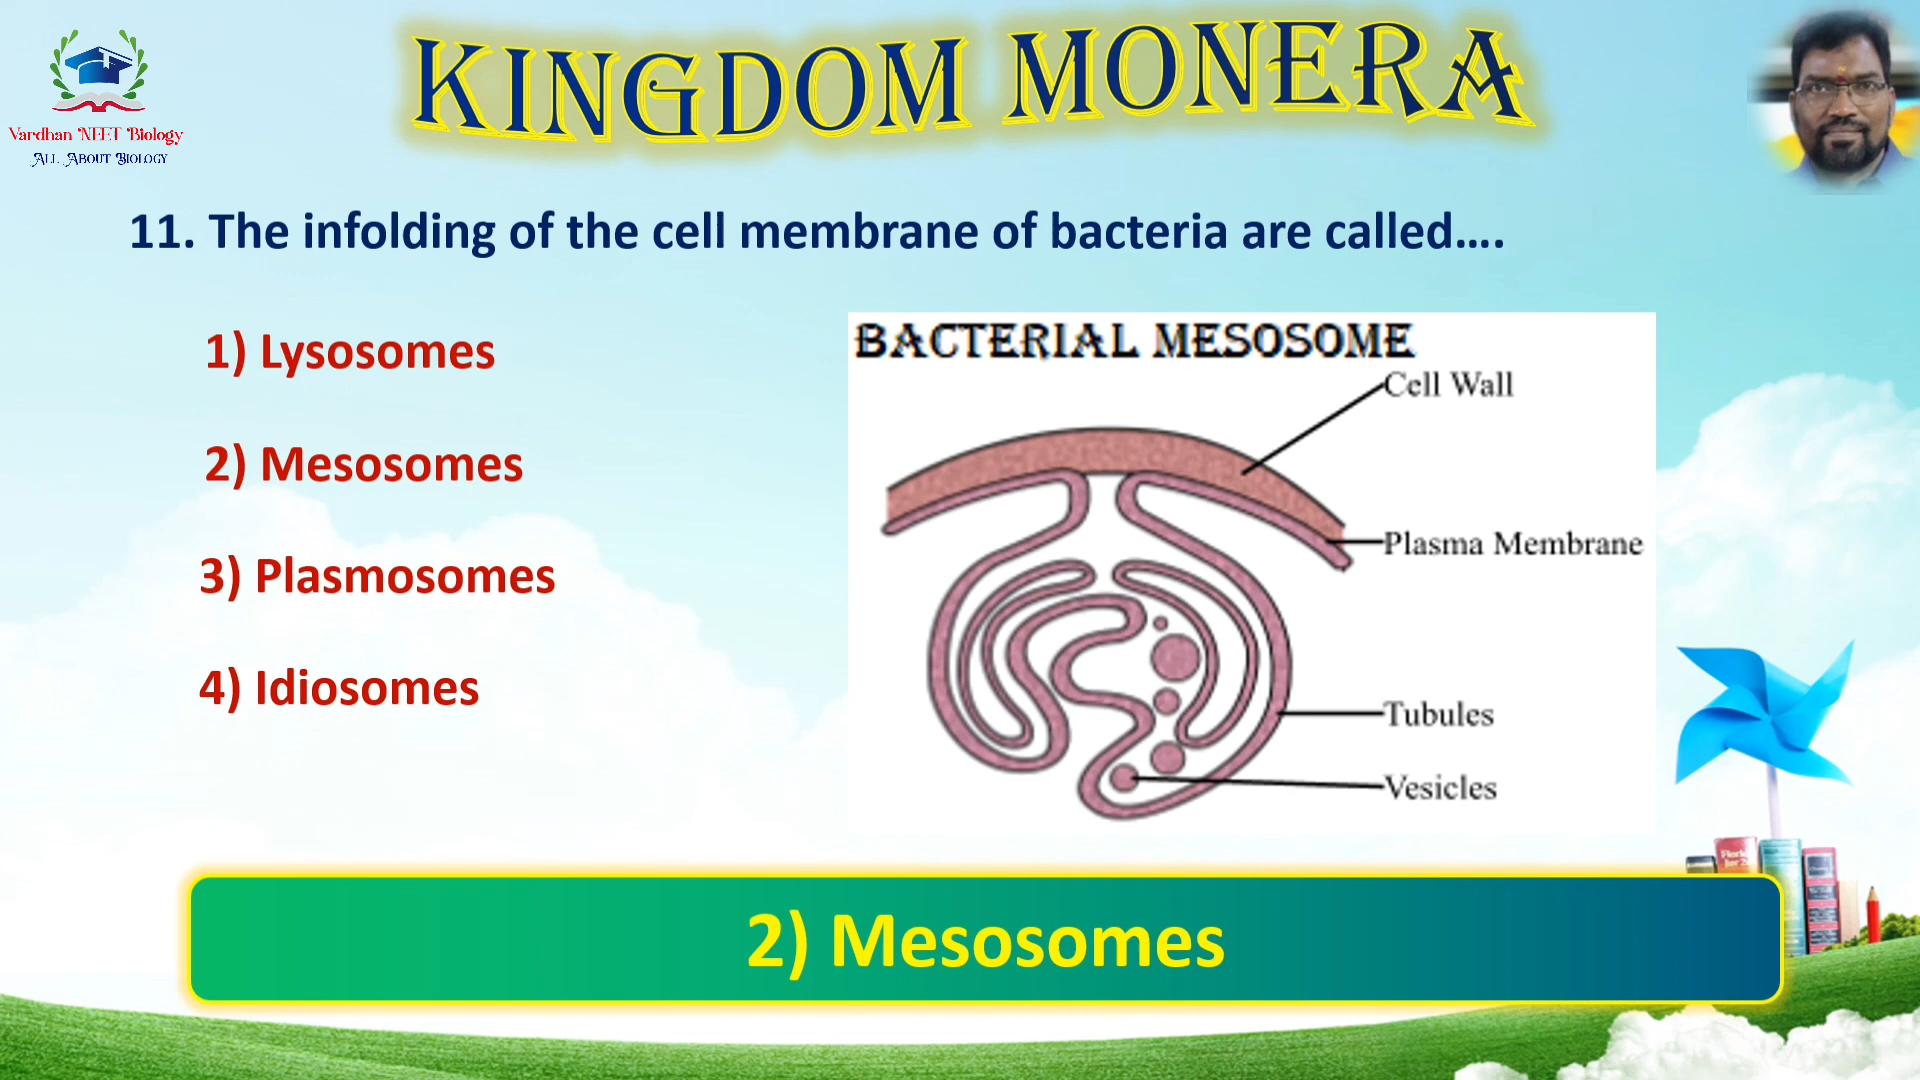 KINGDOM MONERA
Vardhan NEET Biology
All About Biology
11. The infolding of the cell membrane of bacteria are called....
1) Lysosomes
2) Mesosomes
3) Plasmosomes
4) Idiosomes
BACTERIAL MESOSOME
Cell Wall
Plasma Membrane
Tubules
Vesicles
2) Mesosomes